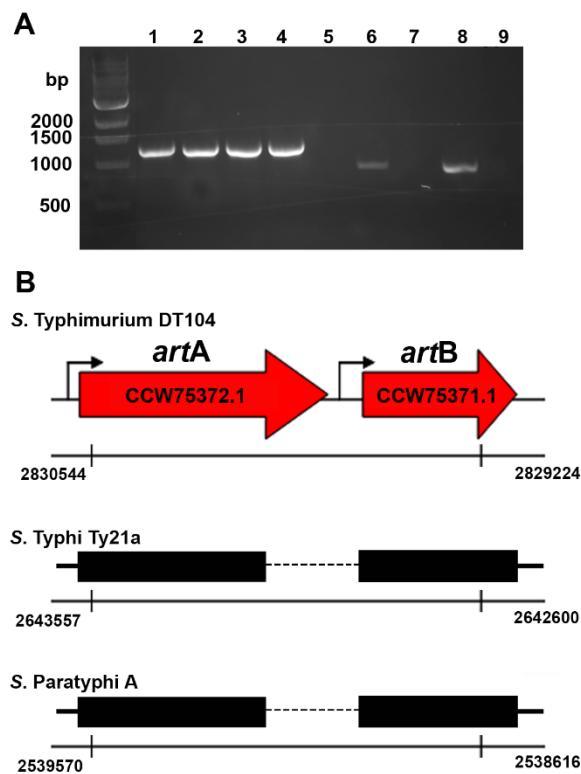 A
1 2 3 4 5 6 7 8 9
bp
2000
1500
1000
500
B
S. Typhimurium DT104
artA artB
CCW75372.1 CCW75371.1
2830544 2829224
S. Typhi Ty21a
2643557 2642600
S. Paratyphi A
2539570 2538616